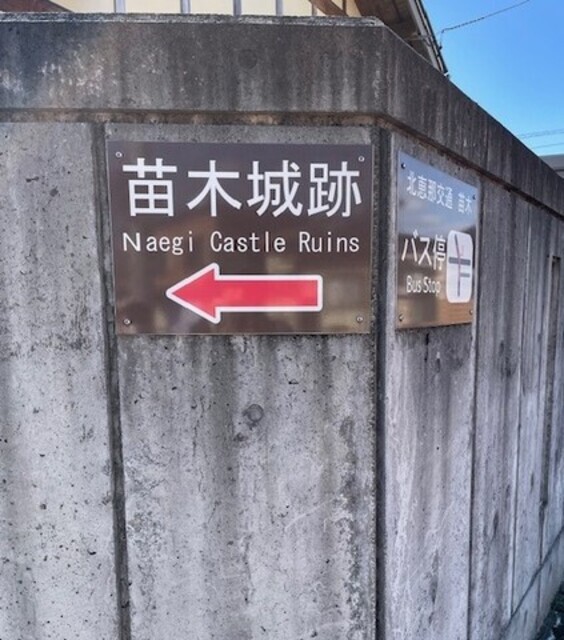 苗木城跡
Naegi Castle Ruins
北恵那交通 苗木
バス停
Bus Stop